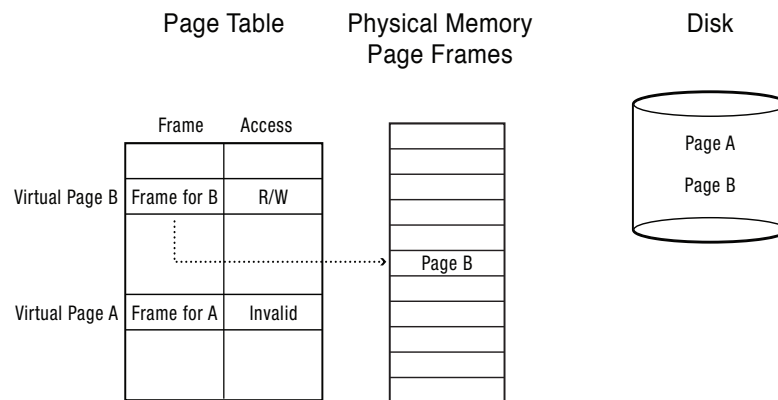 Page Table
Physical Memory
Page Frames
Disk
Frame
Access
Virtual Page B
Frame for B
R/W
Page B
Virtual Page A
Frame for A
Invalid
Page A
Page B